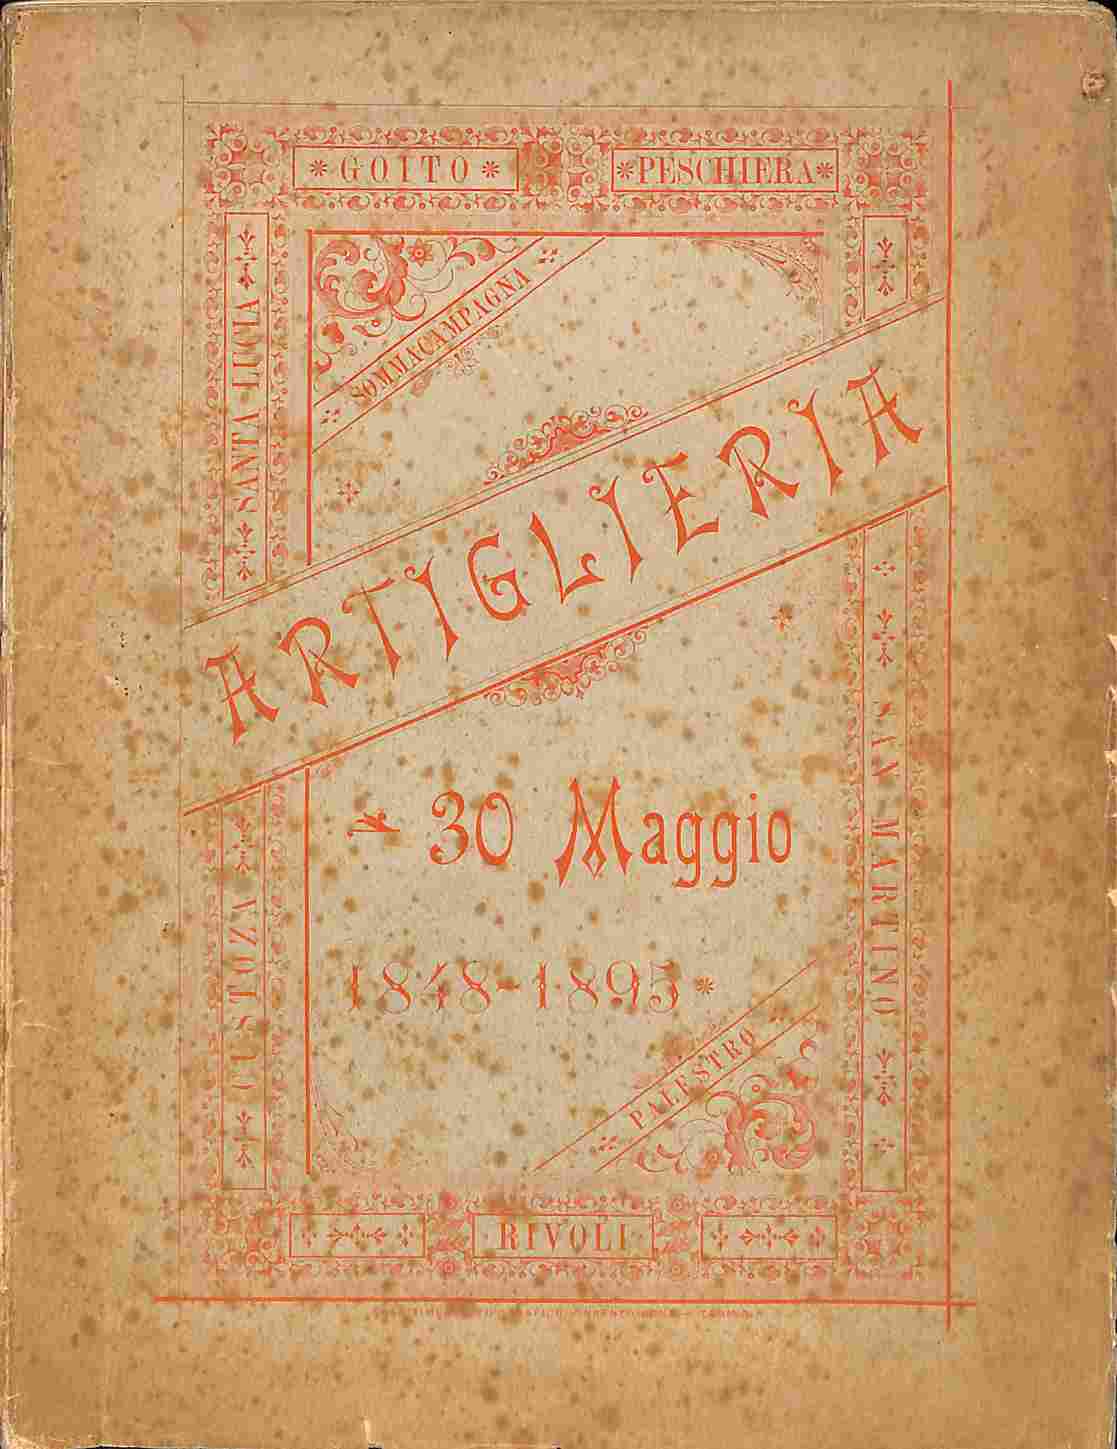 GOITO
PESCHIERA
SANTA LUCIA
SOMMACAMPAGNA
ARTIGLIERIA
30 Maggio
1848-1895
CUSTOZA
SAN MARTINO
PALESTRO
RIVOLI